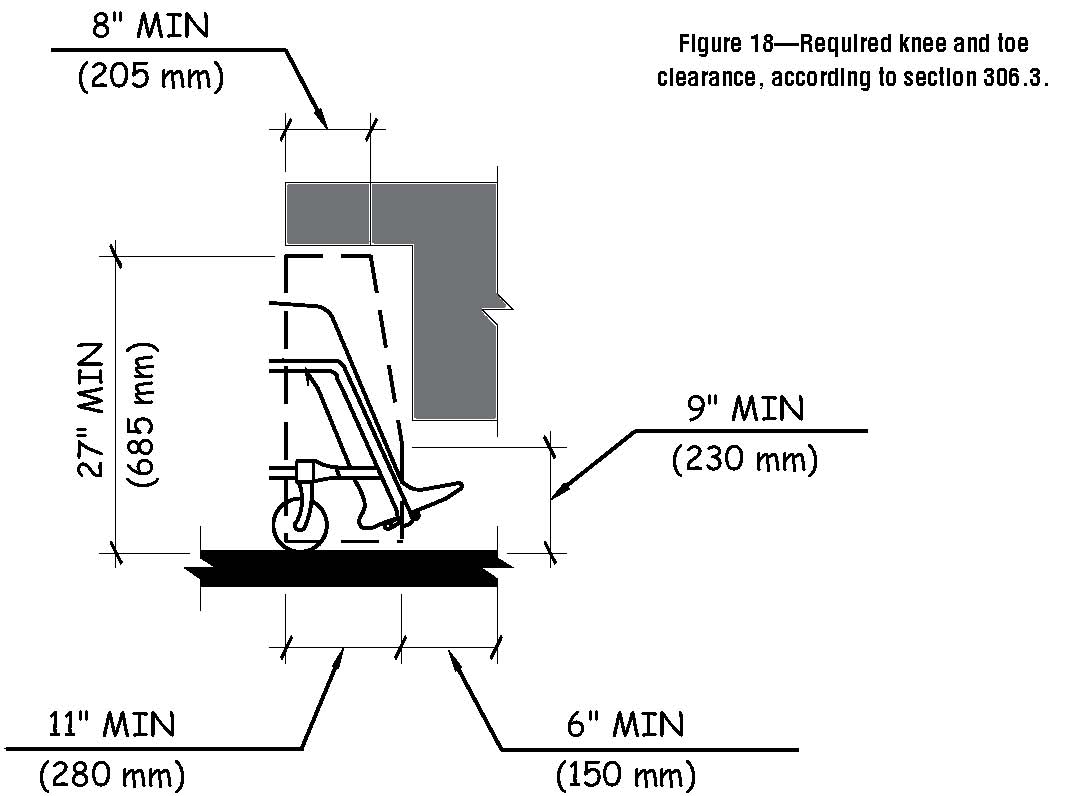 8" MIN
(205 mm)
Figure 18—Required knee and toe
clearance, according to section 306.3.
27" MIN
(685 mm)
9" MIN
(230 mm)
11" MIN
(280 mm)
6" MIN
(150 mm)